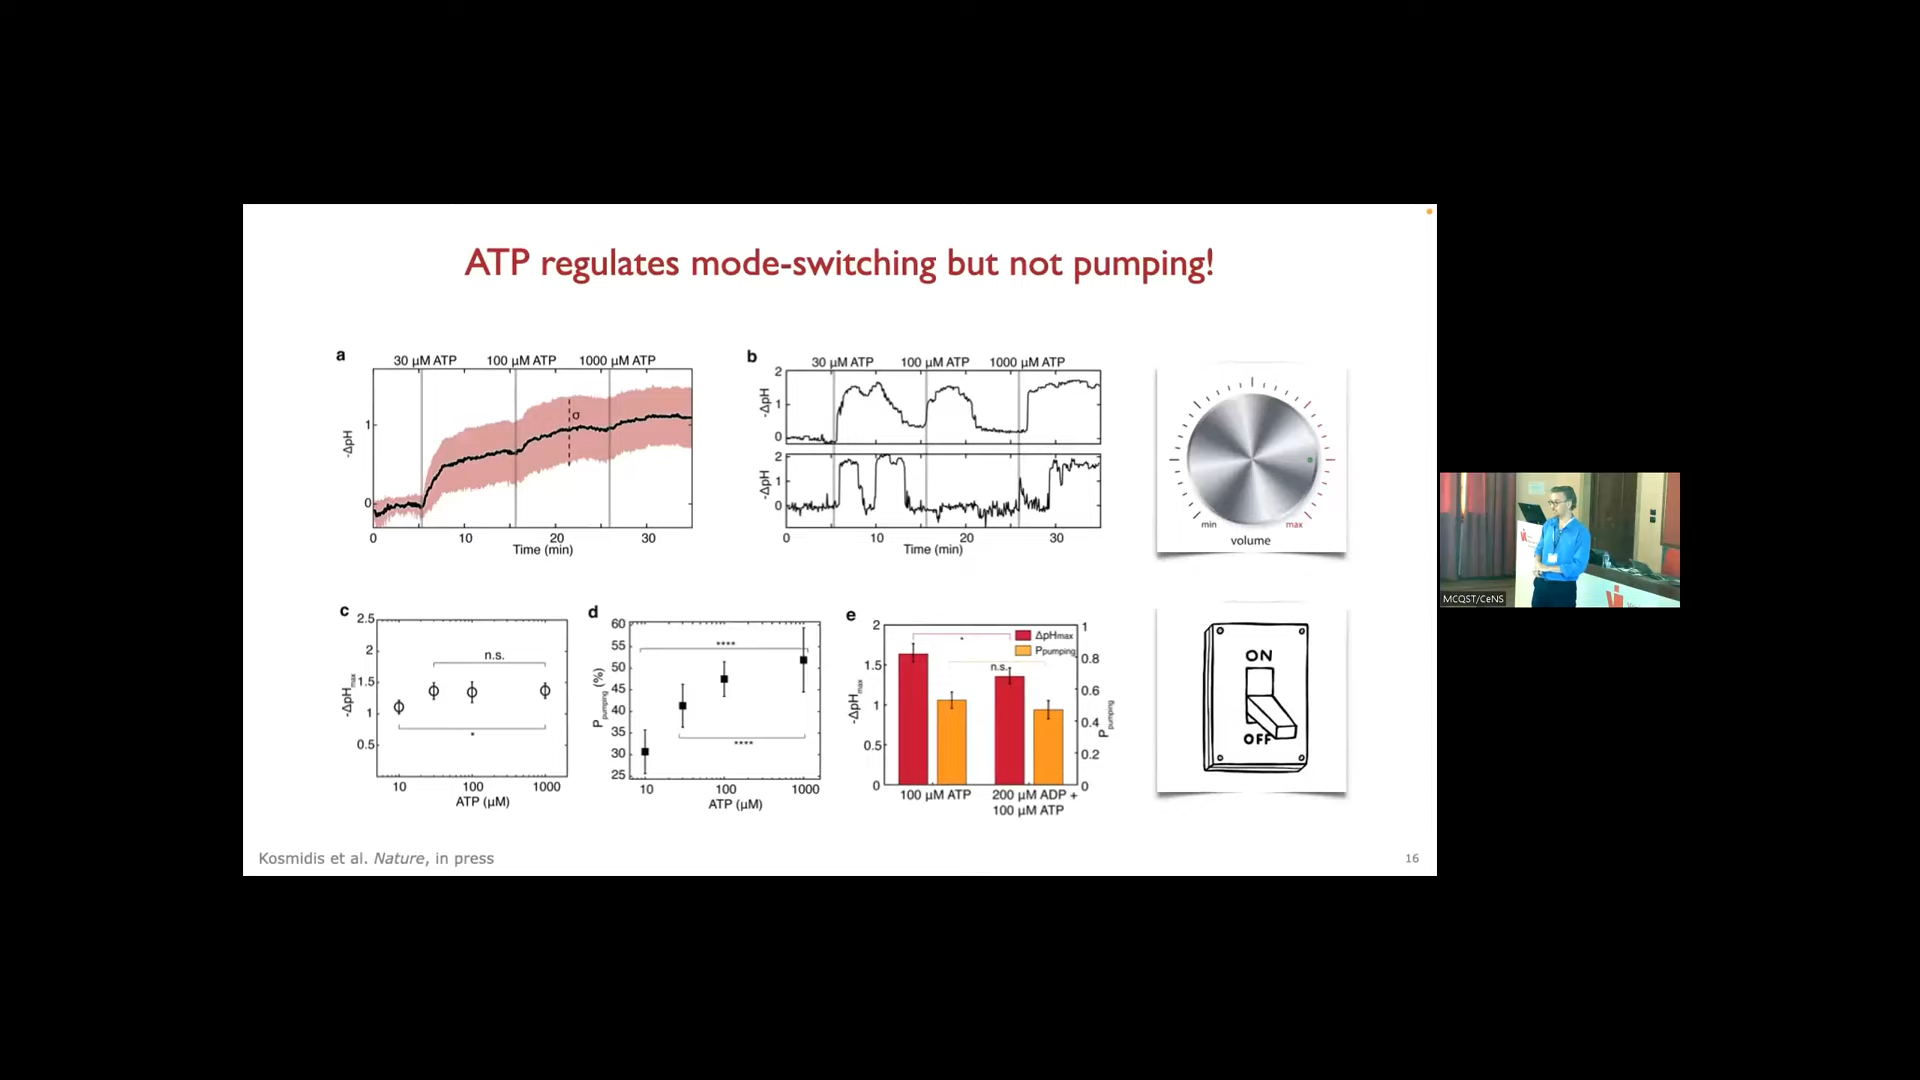 ATP regulates mode-switching but not pumping!
a
30 µM ATP 100 µM ATP 1000 µM ATP
σ
1
0
-ΔpH
0 10 20 30
Time (min)
b
30 µM ATP 100 µM ATP 1000 µM ATP
2
1
0
-ΔpH
2
1
0
-ΔpH
0 10 20 30
Time (min)
min max
volume
c
2.5
2
1.5
1
0.5
-ΔpHmax
n.s.
*
10 100 1000
ATP (µM)
d
60
55
50
45
40
35
30
25
Ppumping (%)
****
****
10 100 1000
ATP (µM)
e
2
1.5
1
0.5
0
-ΔpHmax
*
n.s.
ΔpHmax
Ppumping
1
0.8
0.6
0.4
0.2
0
Ppumping
100 µM ATP
200 µM ADP +
100 µM ATP
ON
OFF
Kosmidis et al. Nature, in press
16
MCQST/CeNS